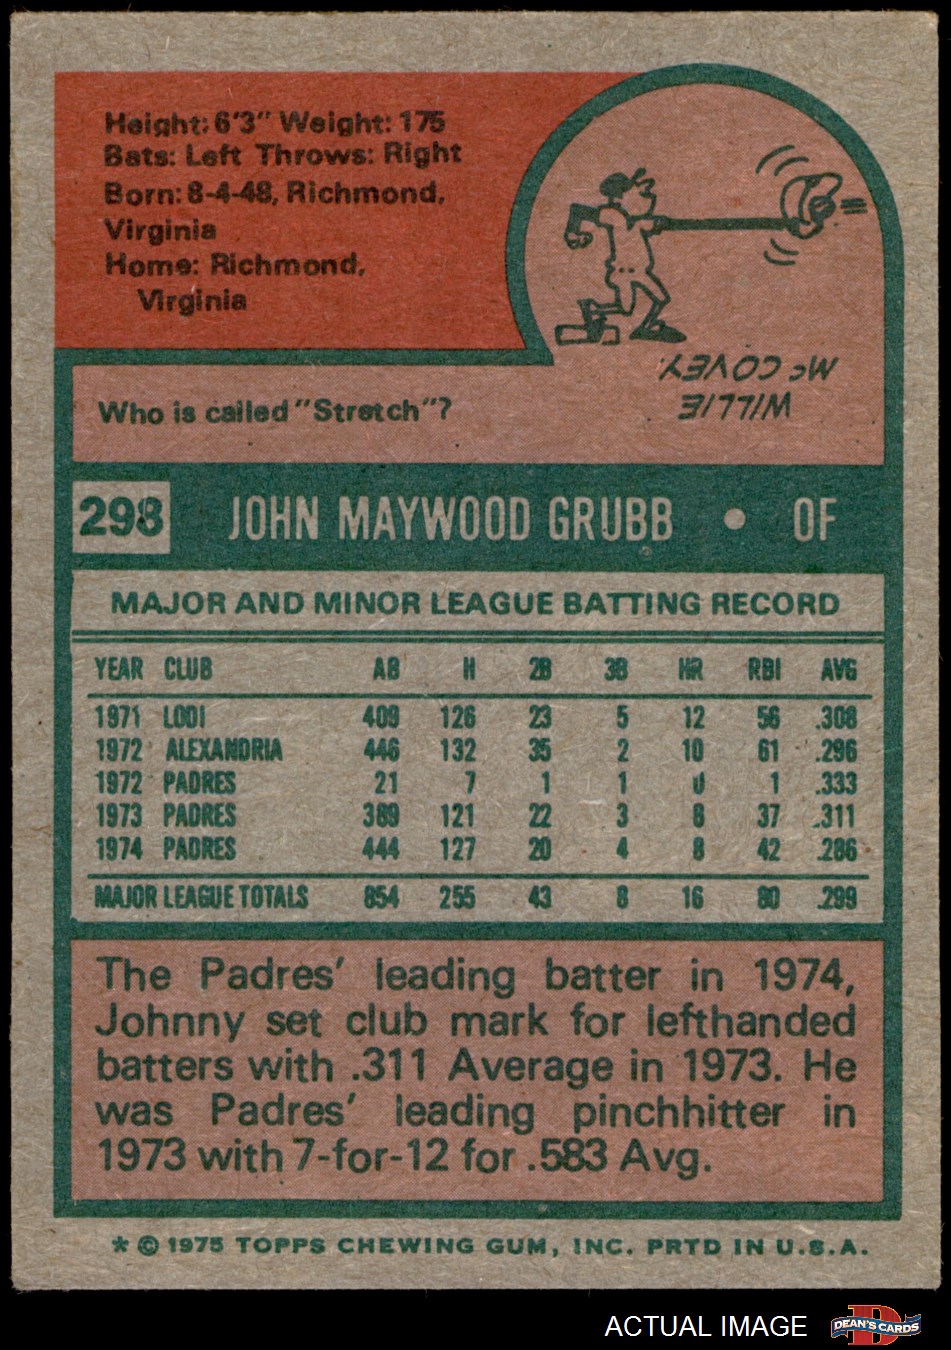 Height: 6'3" Weight: 175
Bats: Left Throws: Right
Born: 8-4-48, Richmond,
Virginia
Home: Richmond,
Virginia
Who is called "Stretch"?
WILLIE
McCOVEY.
298 JOHN MAYWOOD GRUBB • OF
MAJOR AND MINOR LEAGUE BATTING RECORD
YEAR CLUB AB H 2B 3B HR RBI AVG
1971 LODI 409 126 23 5 12 56 .308
1972 ALEXANDRIA 446 132 35 2 10 61 .296
1972 PADRES 21 7 1 1 0 1 .333
1973 PADRES 389 121 22 3 8 37 .311
1974 PADRES 444 127 20 4 8 42 .286
MAJOR LEAGUE TOTALS 854 255 43 8 16 80 .299
The Padres' leading batter in 1974,
Johnny set club mark for lefthanded
batters with .311 Average in 1973. He
was Padres' leading pinchhitter in
1973 with 7-for-12 for .583 Avg.
* © 1975 TOPPS CHEWING GUM, INC. PRTD IN U.S.A.
ACTUAL IMAGE
D
DEAN'S CARDS